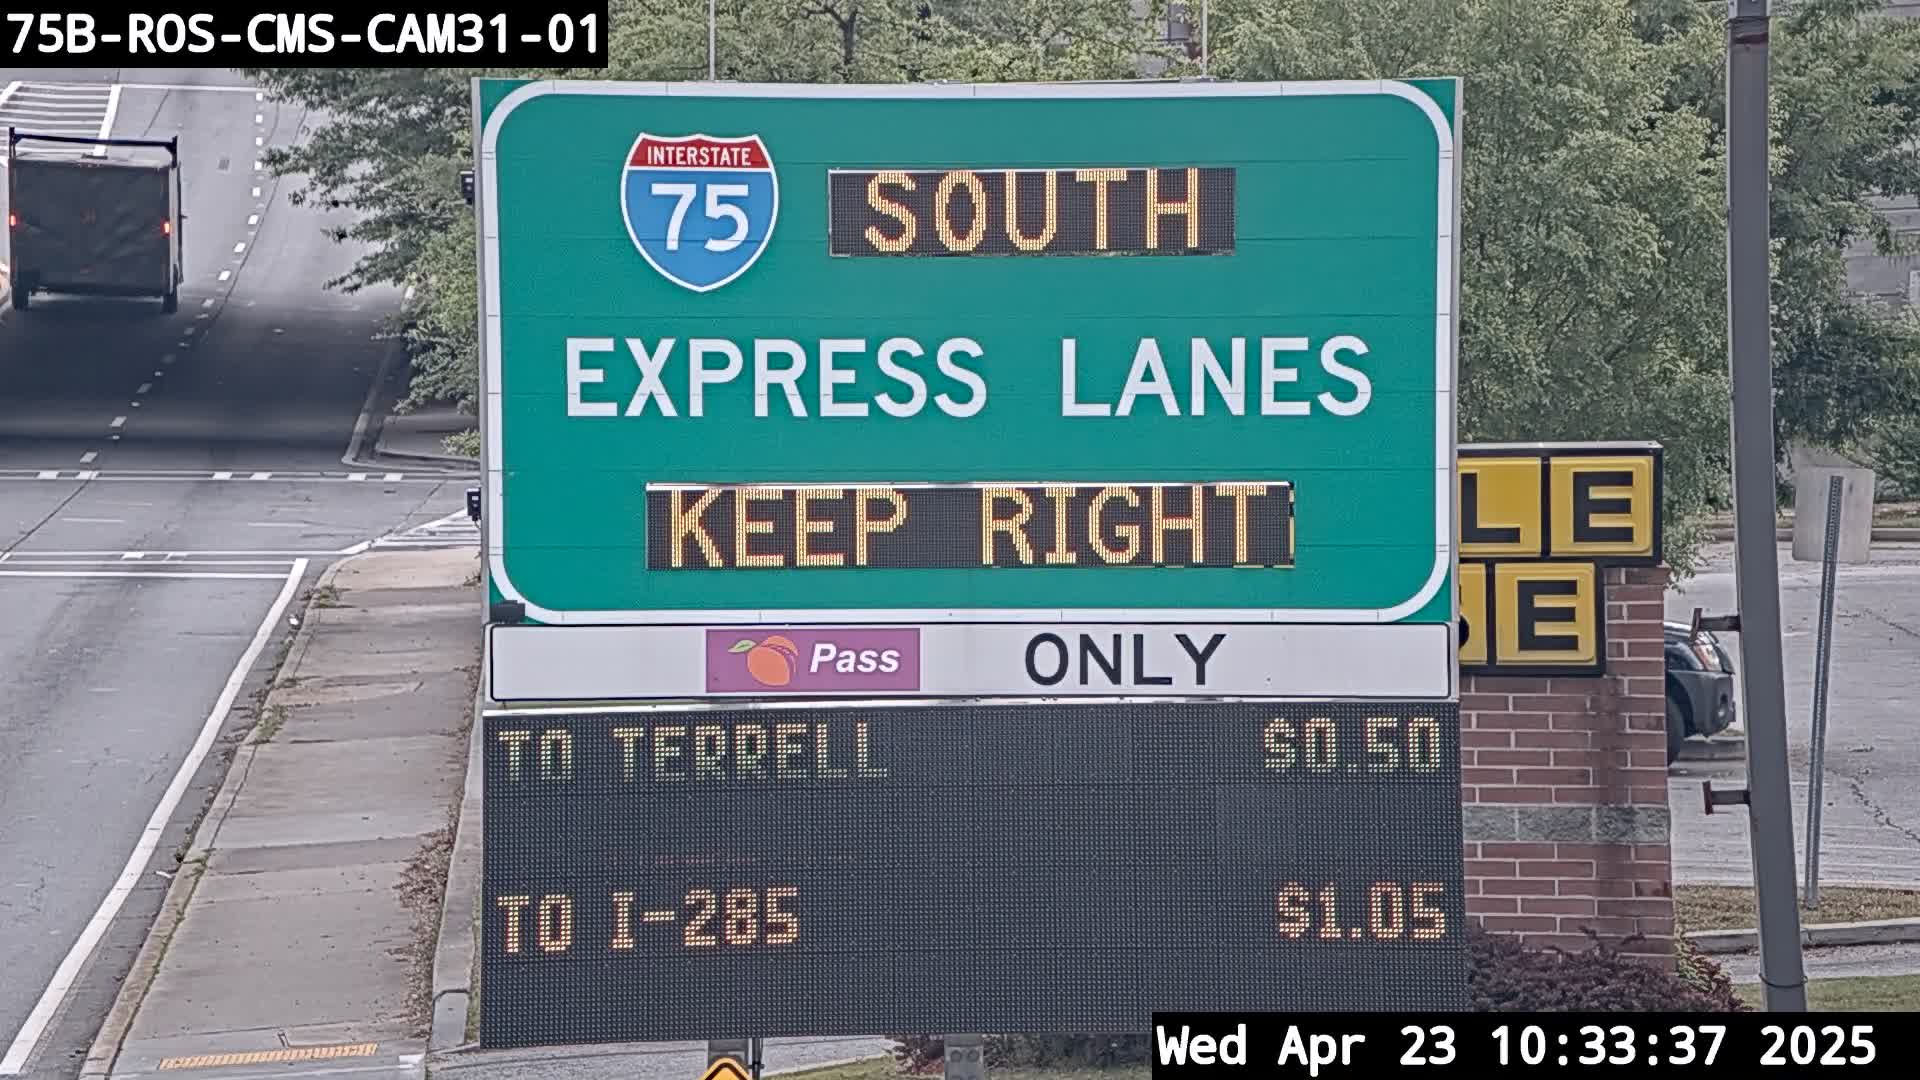 75B-ROS-CMS-CAM31-01
INTERSTATE
75
SOUTH
EXPRESS LANES
KEEP RIGHT
LE
E
Pass ONLY
TO TERRELL $0.50
TO I-285 $1.05
Wed Apr 23 10:33:37 2025